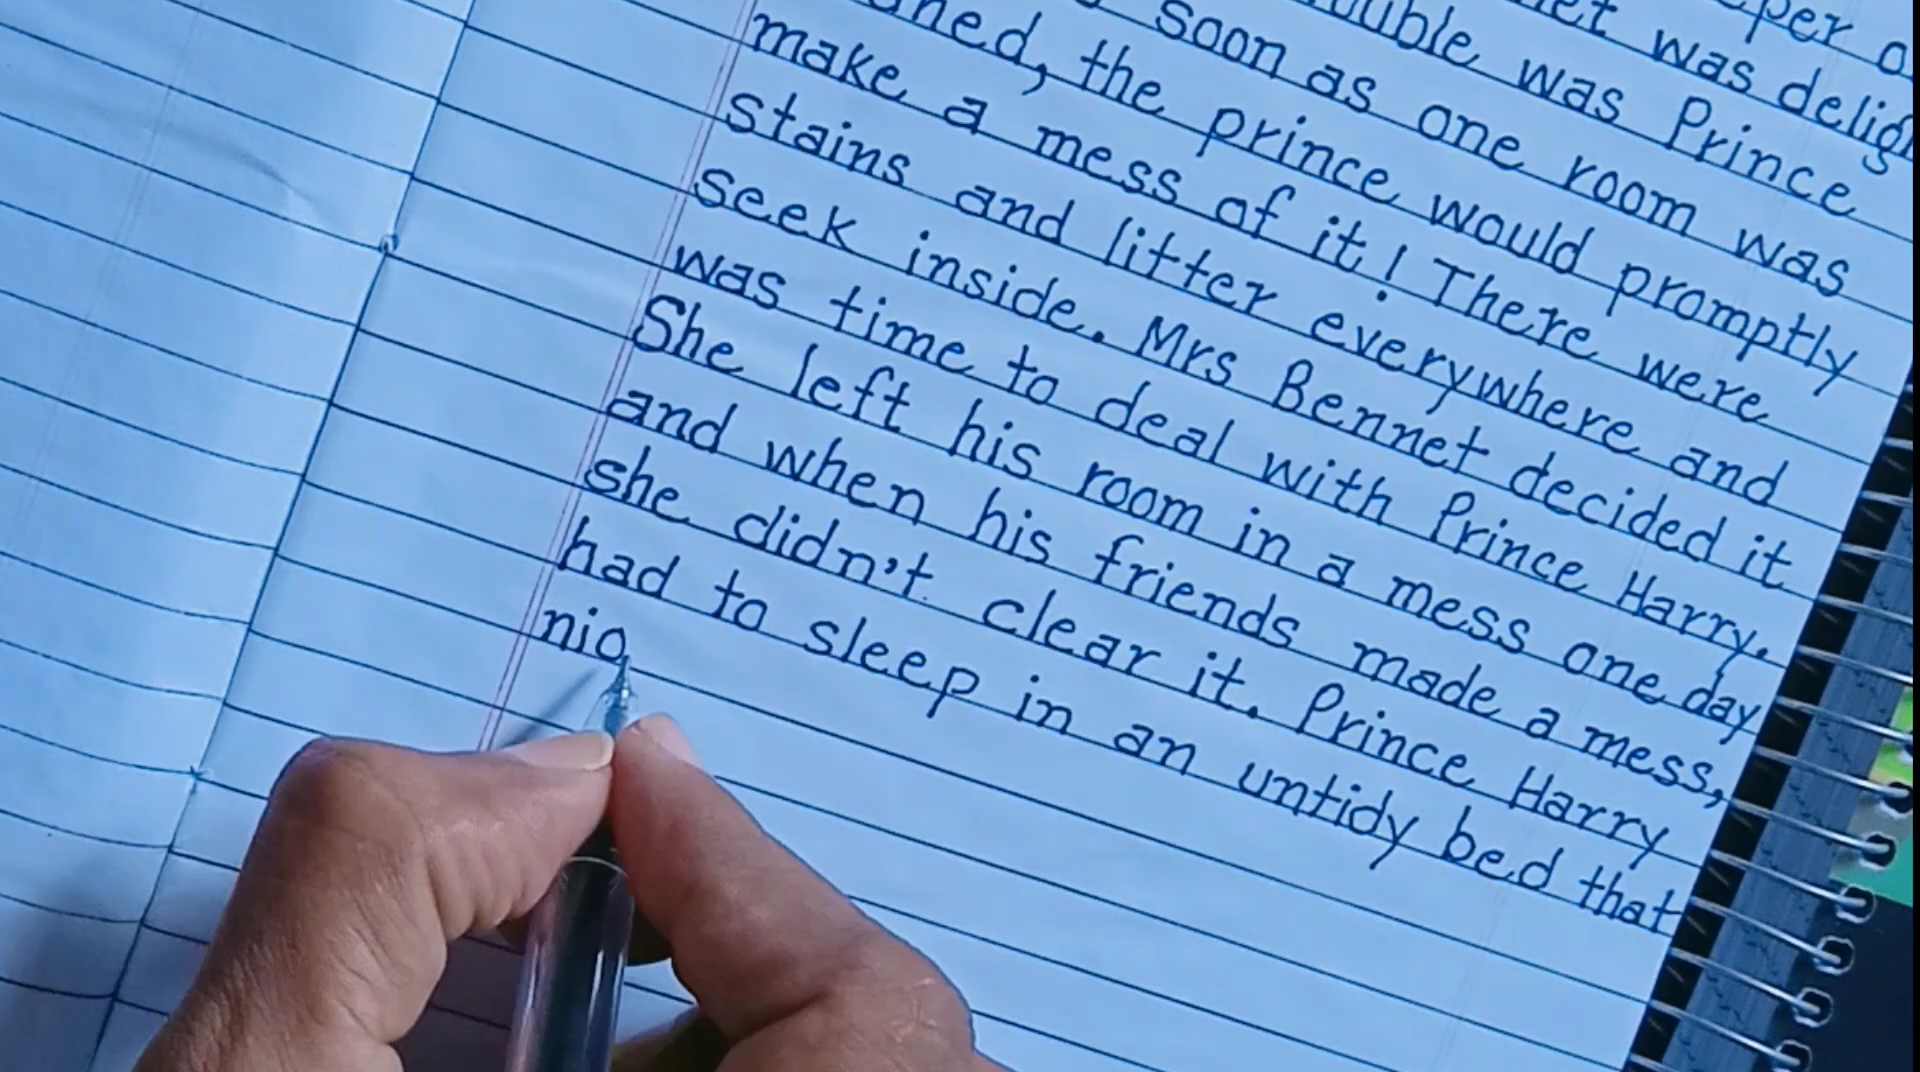 was
was Prince
soon as one room was
the prince would promptly
make a mess of it! There were
stains and litter everywhere and
seek inside. Mrs Bennet decided it
was time to deal with Prince Harry.
She left his room in a mess one day
and when his friends made a mess,
she didn't clear it. Prince Harry
had to sleep in an untidy bed that
nio